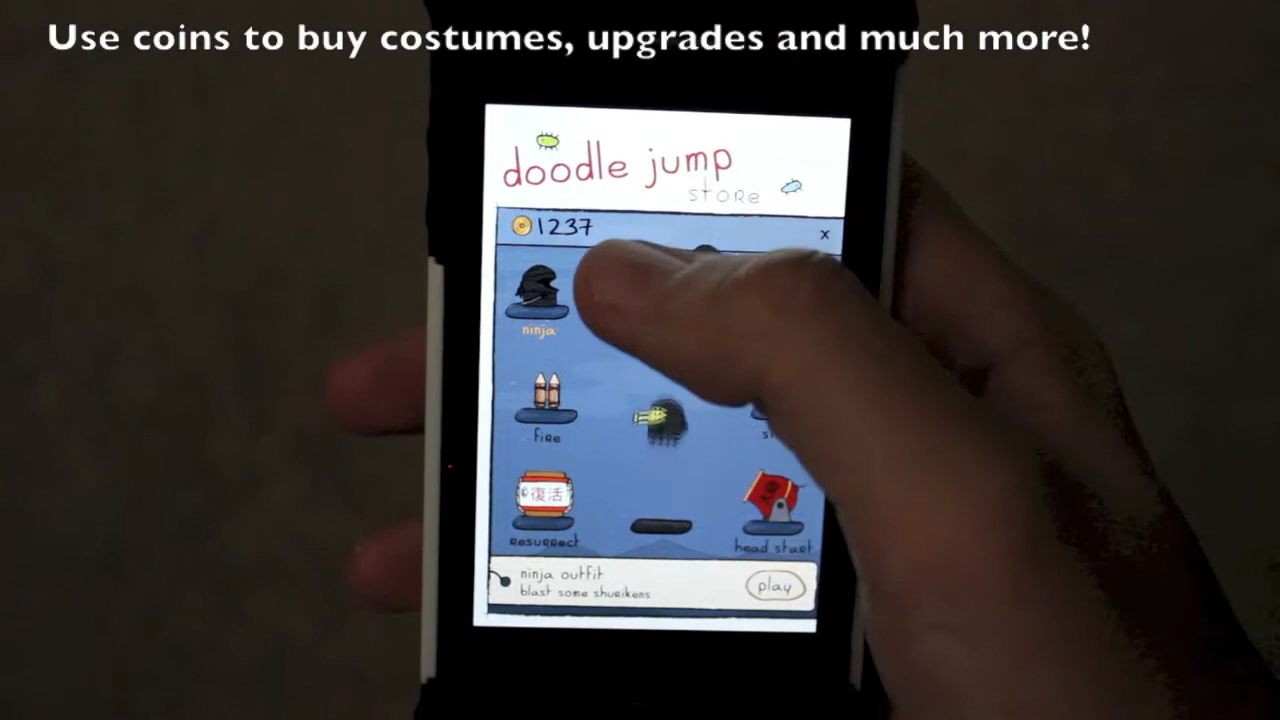 Use coins to buy costumes, upgrades and much more!
doodle jump
store
1237
x
ninja
fire
復活
resurrect
head start
ninja outfit
blast some shurikens
play